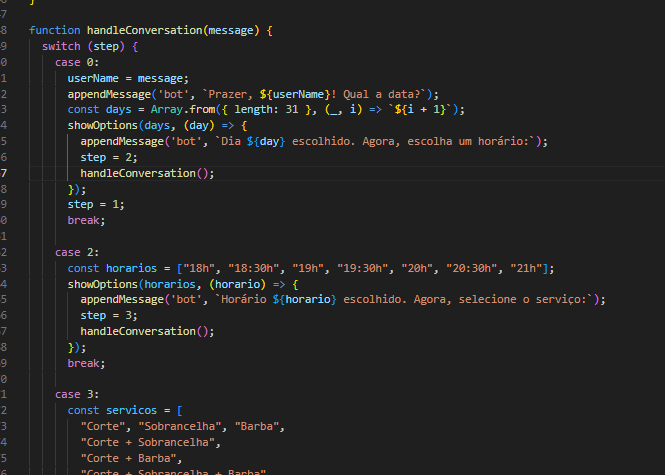 }
47
function handleConversation(message) {
switch (step) {
case 0:
userName = message;
appendMessage('bot', `Prazer, ${userName}! Qual a data?`);
const days = Array.from({ length: 31 }, (_, i) => `${i + 1}`);
showOptions(days, (day) => {
appendMessage('bot', `Dia ${day} escolhido. Agora, escolha um horário:`);
step = 2;
handleConversation();
});
step = 1;
break;
case 2:
const horarios = ["18h", "18:30h", "19h", "19:30h", "20h", "20:30h", "21h"];
showOptions(horarios, (horario) => {
appendMessage('bot', `Horário ${horario} escolhido. Agora, selecione o serviço:`);
step = 3;
handleConversation();
});
break;
case 3:
const servicos = [
"Corte", "Sobrancelha", "Barba",
"Corte + Sobrancelha",
"Corte + Barba",
"Corte + Sobrancelha + Barba"